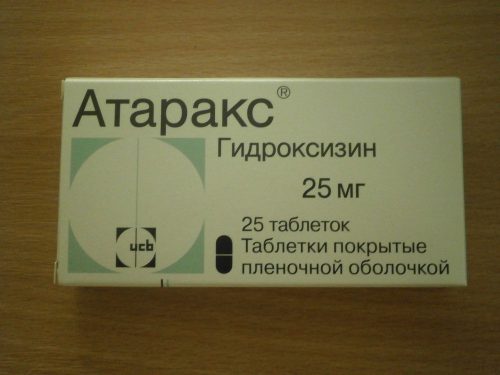 Атаракс®
Гидроксизин
25 мг
25 таблеток
Таблетки покрытые
пленочной оболочкой
ucb